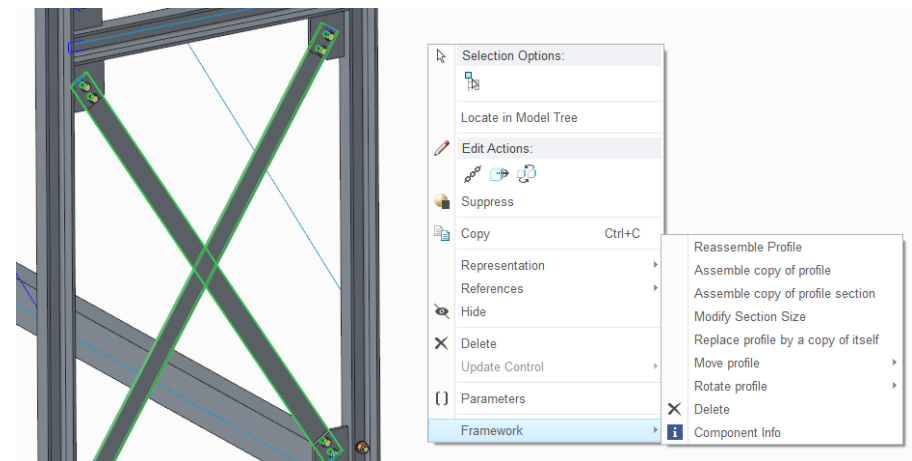 Selection Options:
Locate in Model Tree
Edit Actions:
Suppress
Copy Ctrl+C
Representation
References
Hide
Delete
Update Control
Parameters
Framework
Reassemble Profile
Assemble copy of profile
Assemble copy of profile section
Modify Section Size
Replace profile by a copy of itself
Move profile
Rotate profile
Delete
Component Info